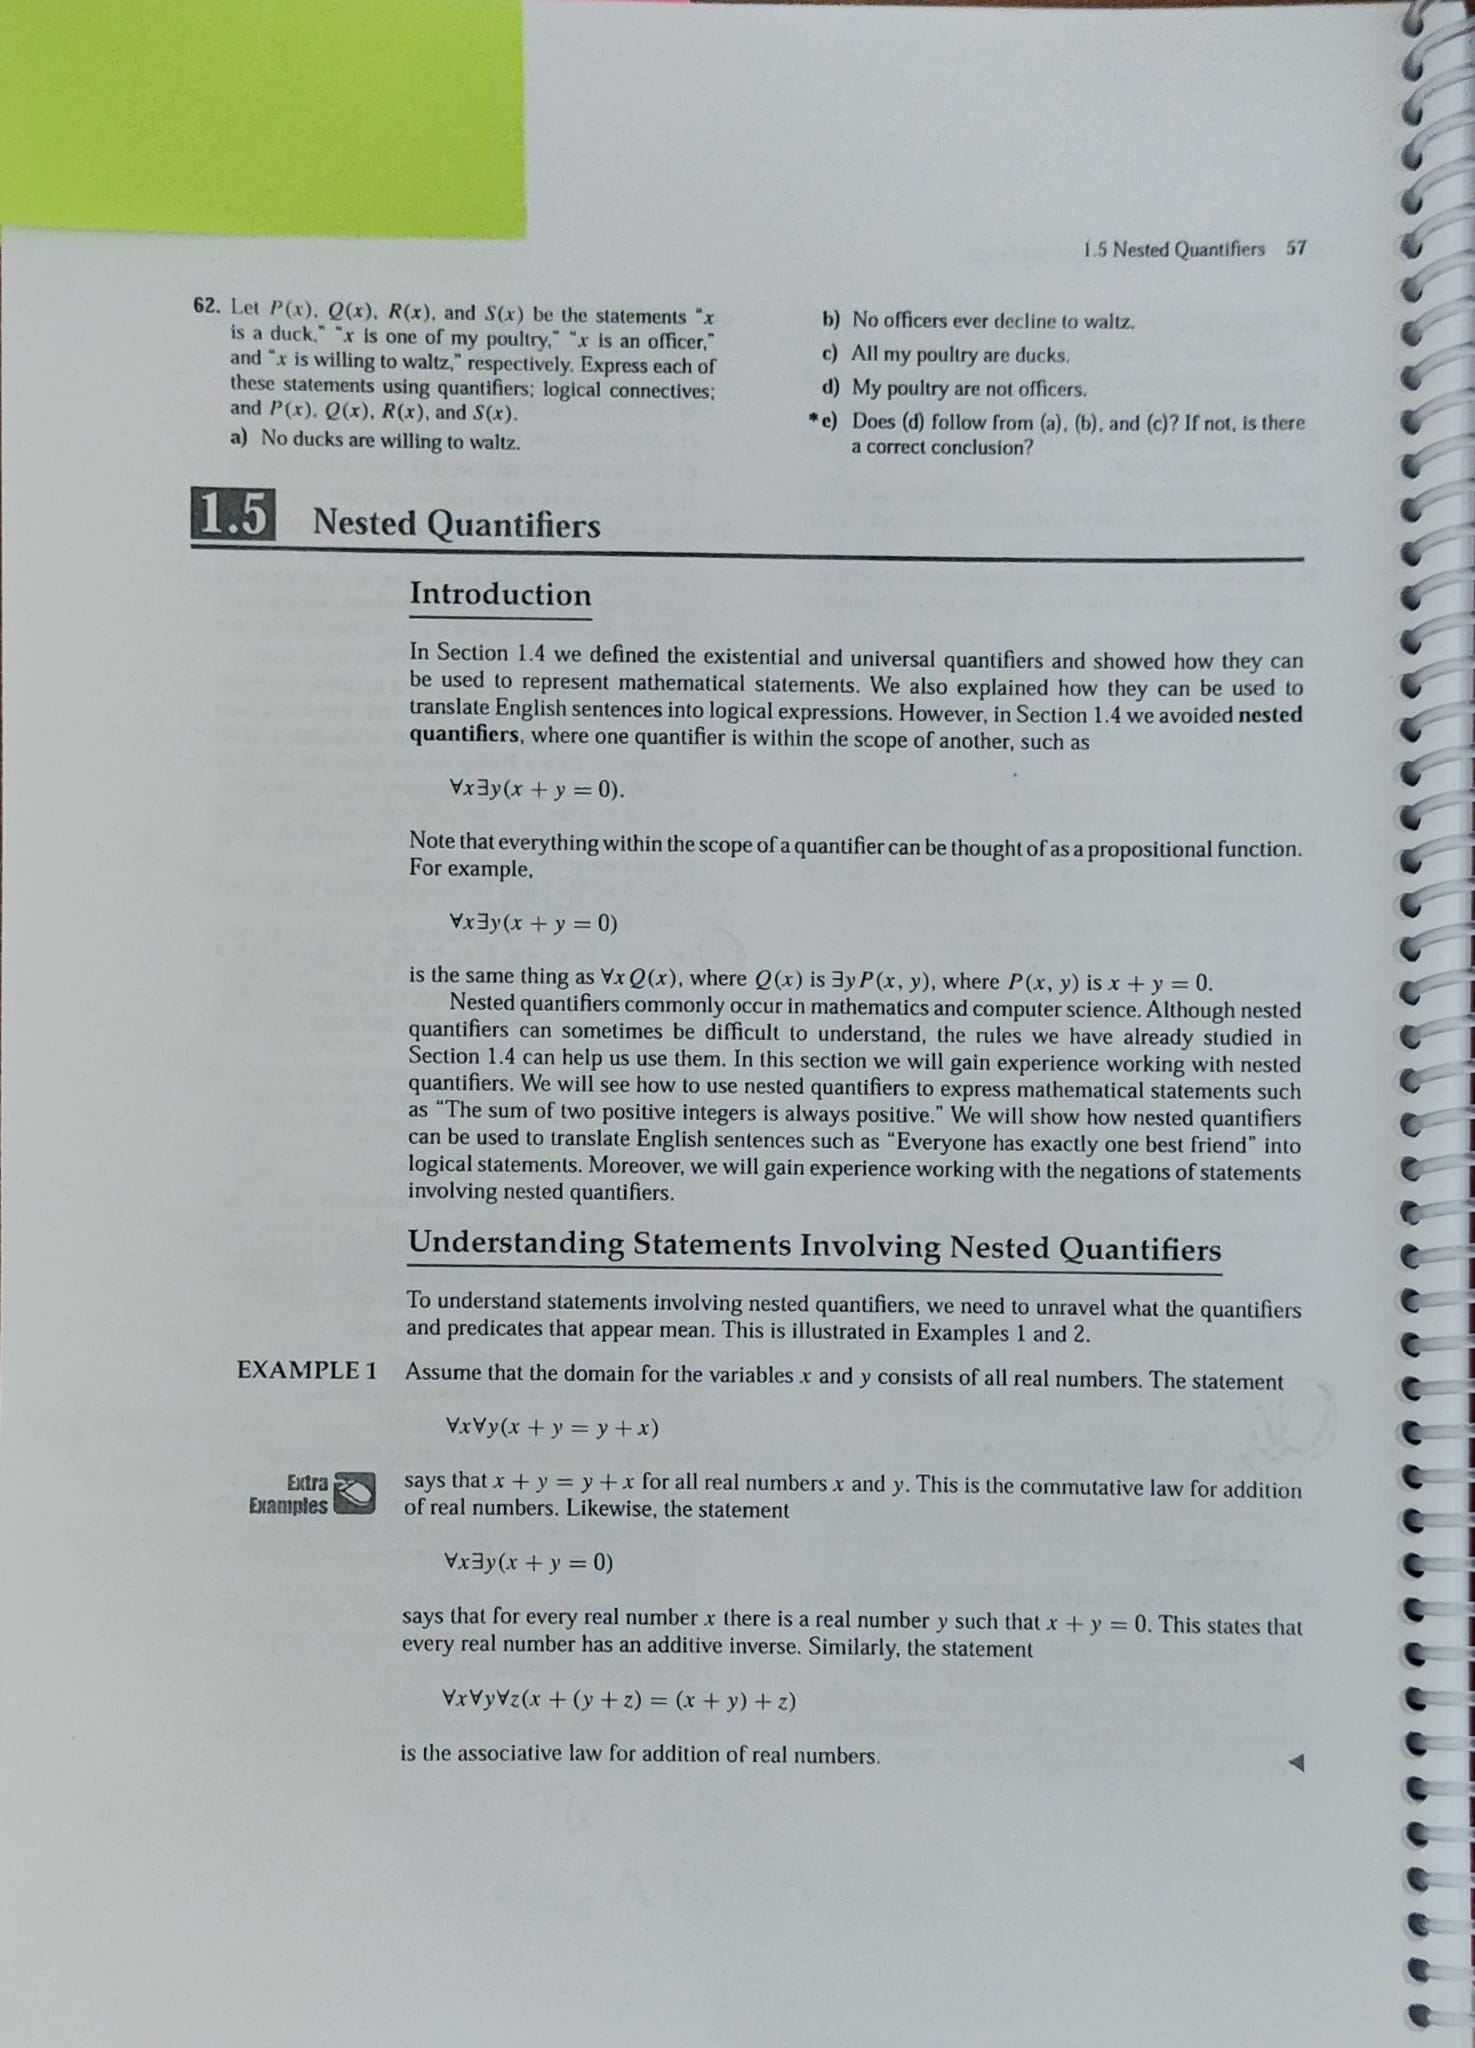 1.5 Nested Quantifiers 57
62. Let P(x), Q(x), R(x), and S(x) be the statements "x
is a duck," "x is one of my poultry," "x is an officer,"
and "x is willing to waltz," respectively. Express each of
these statements using quantifiers; logical connectives;
and P(x), Q(x), R(x), and S(x).
a) No ducks are willing to waltz.
b) No officers ever decline to waltz.
c) All my poultry are ducks.
d) My poultry are not officers.
*e) Does (d) follow from (a), (b), and (c)? If not, is there
a correct conclusion?
1.5 Nested Quantifiers
Introduction
In Section 1.4 we defined the existential and universal quantifiers and showed how they can
be used to represent mathematical statements. We also explained how they can be used to
translate English sentences into logical expressions. However, in Section 1.4 we avoided nested
quantifiers, where one quantifier is within the scope of another, such as
∀x∃y(x + y = 0).
Note that everything within the scope of a quantifier can be thought of as a propositional function.
For example,
∀x∃y(x + y = 0)
is the same thing as ∀xQ(x), where Q(x) is ∃yP(x, y), where P(x, y) is x + y = 0.
Nested quantifiers commonly occur in mathematics and computer science. Although nested
quantifiers can sometimes be difficult to understand, the rules we have already studied in
Section 1.4 can help us use them. In this section we will gain experience working with nested
quantifiers. We will see how to use nested quantifiers to express mathematical statements such
as "The sum of two positive integers is always positive." We will show how nested quantifiers
can be used to translate English sentences such as "Everyone has exactly one best friend" into
logical statements. Moreover, we will gain experience working with the negations of statements
involving nested quantifiers.
Understanding Statements Involving Nested Quantifiers
To understand statements involving nested quantifiers, we need to unravel what the quantifiers
and predicates that appear mean. This is illustrated in Examples 1 and 2.
EXAMPLE 1 Assume that the domain for the variables x and y consists of all real numbers. The statement
∀x∀y(x + y = y + x)
Extra
Examples
says that x + y = y + x for all real numbers x and y. This is the commutative law for addition
of real numbers. Likewise, the statement
∀x∃y(x + y = 0)
says that for every real number x there is a real number y such that x + y = 0. This states that
every real number has an additive inverse. Similarly, the statement
∀x∀y∀z(x + (y + z) = (x + y) + z)
is the associative law for addition of real numbers.